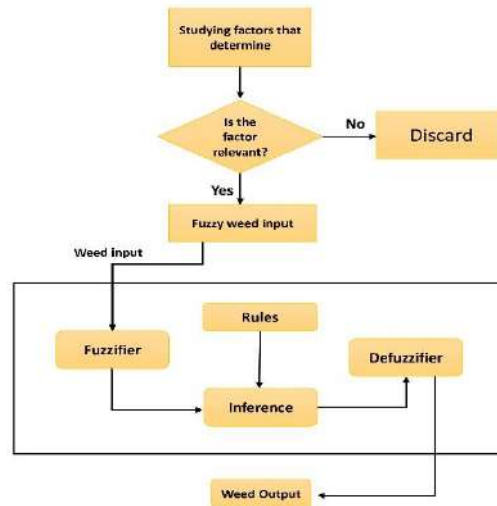 Studying factors that
determine
Is the
factor
relevant?
No
Discard
Yes
Fuzzy weed input
Weed input
Rules
Fuzzifier
Defuzzifier
Inference
Weed Output